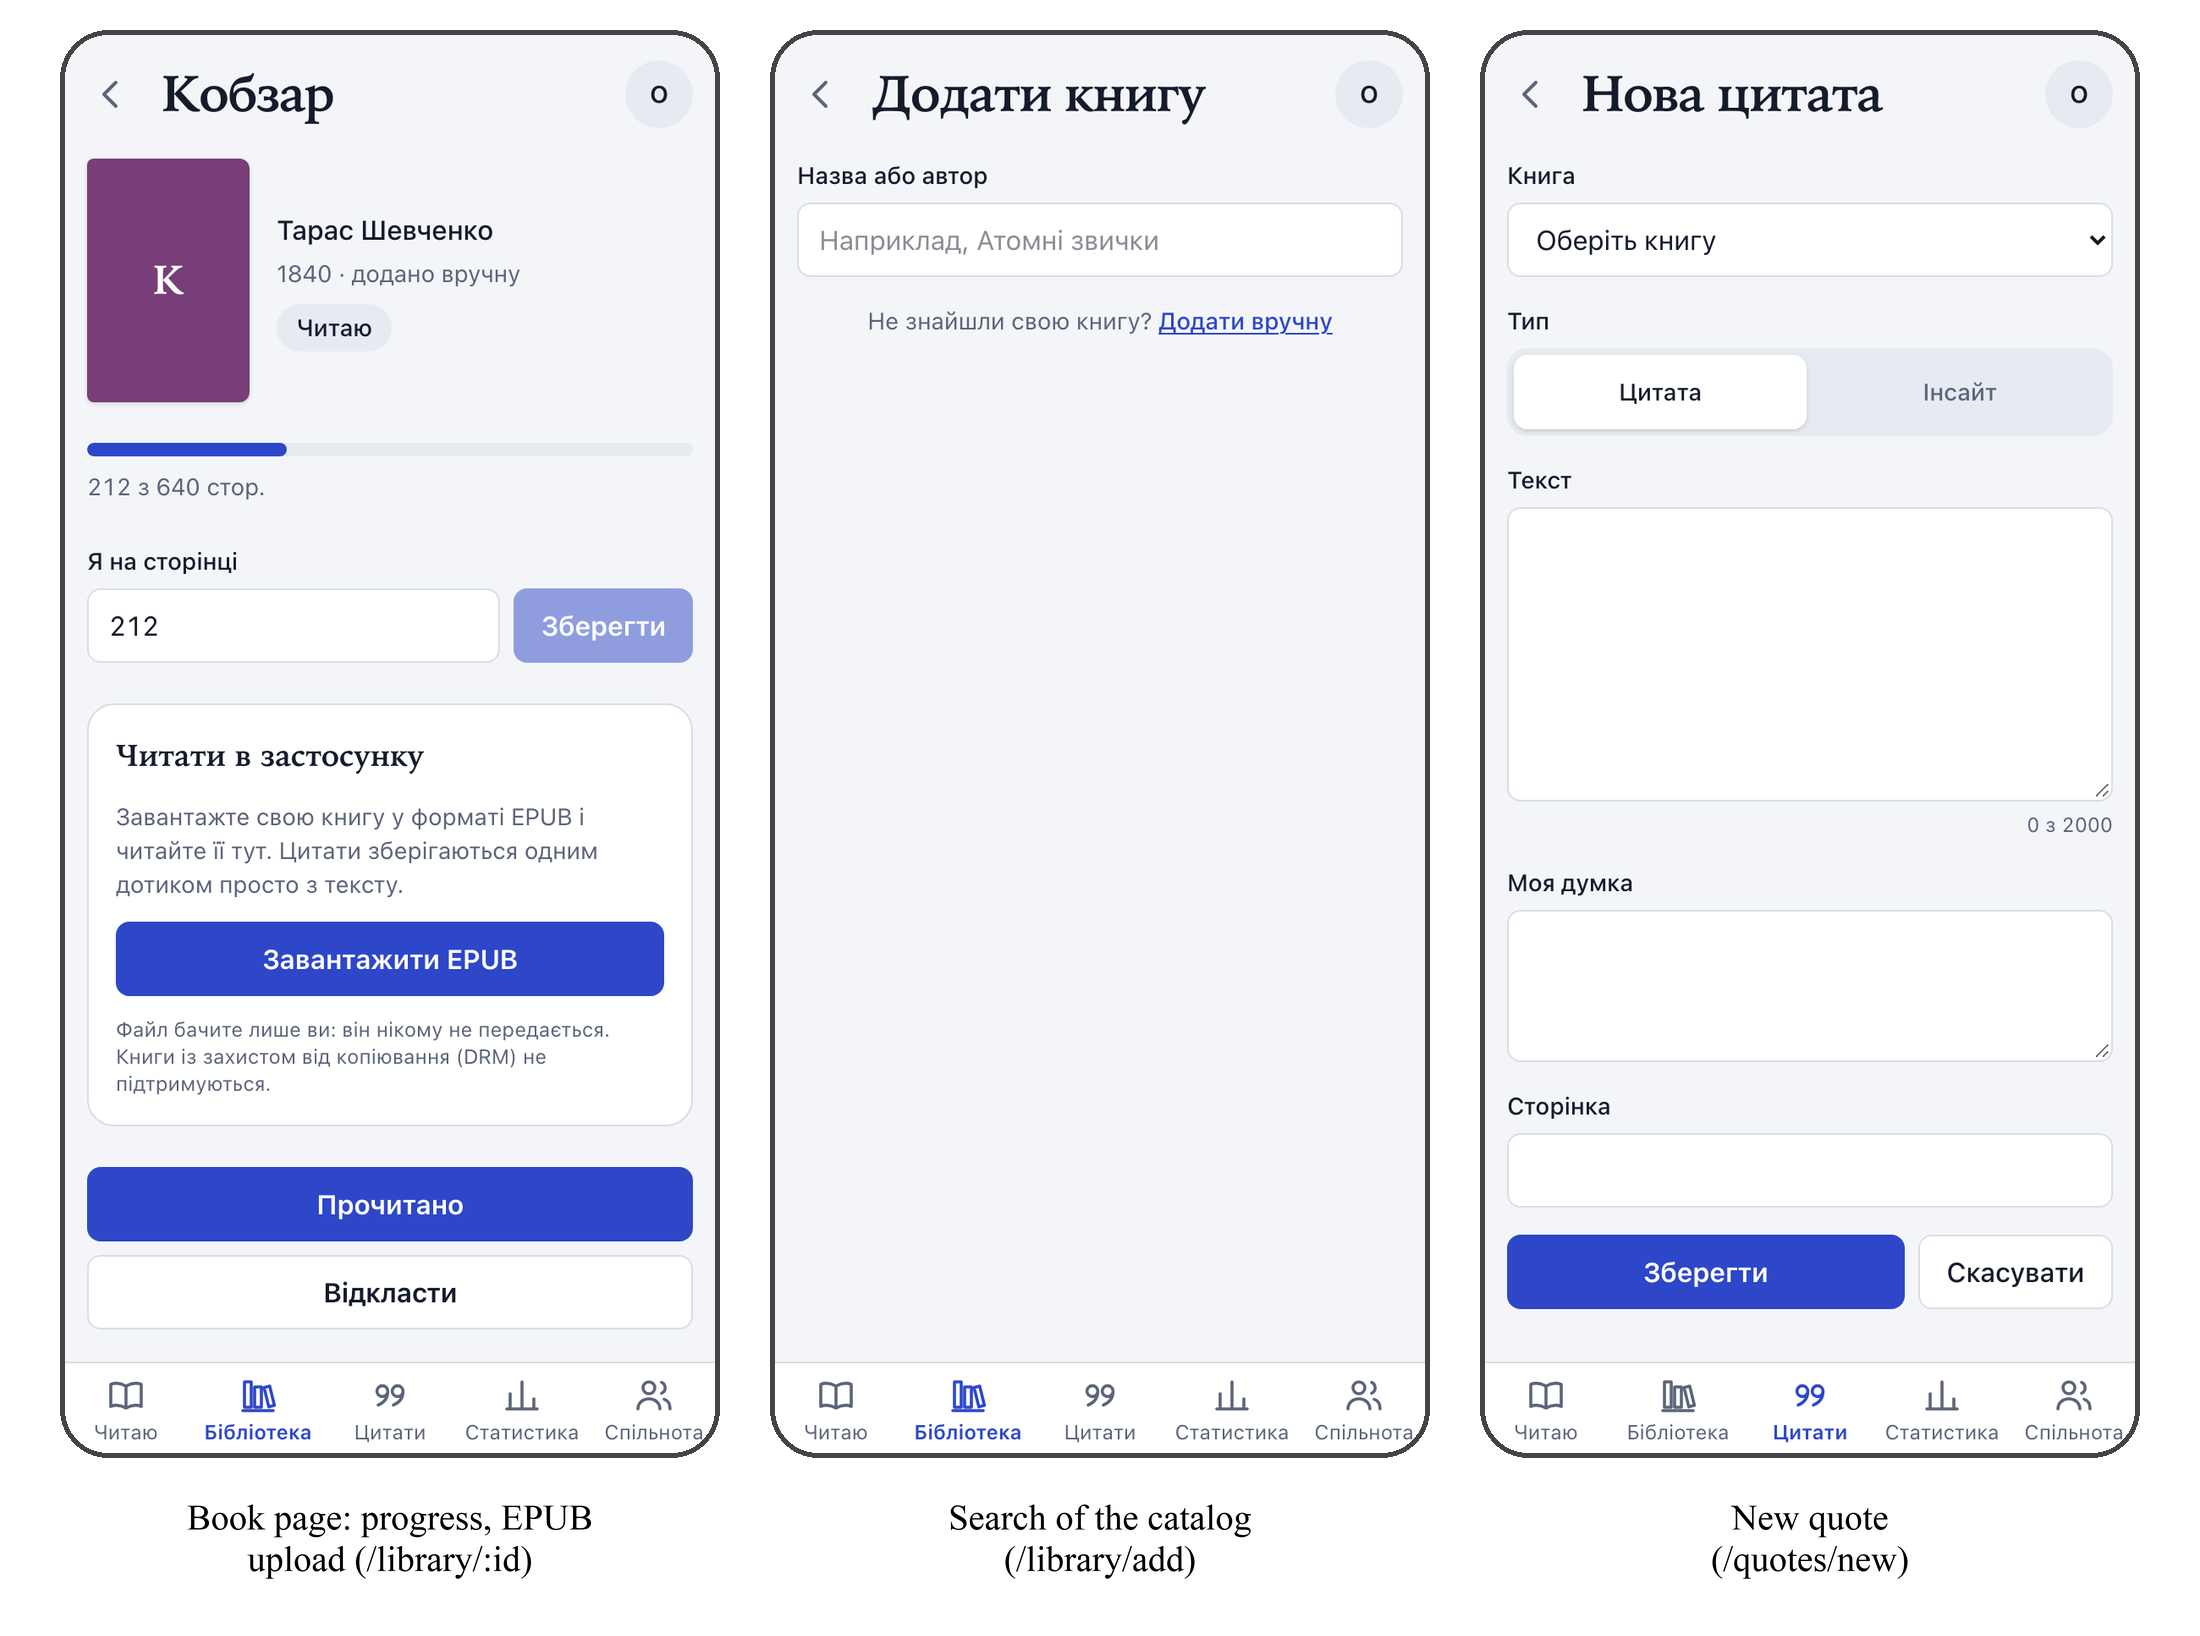 Кобзар
О
К
Тарас Шевченко
1840 · додано вручну
Читаю
212 з 640 стор.
Я на сторінці
212
Зберегти
Читати в застосунку
Завантажте свою книгу у форматі EPUB і
читайте її тут. Цитати зберігаються одним
дотиком просто з тексту.
Завантажити EPUB
Файл бачите лише ви: він нікому не передається.
Книги із захистом від копіювання (DRM) не
підтримуються.
Прочитано
Відкласти
Читаю
Бібліотека
Цитати
Статистика
Спільнота
Book page: progress, EPUB
upload (/library/:id)
Додати книгу
О
Назва або автор
Наприклад, Атомні звички
Не знайшли свою книгу? Додати вручну
Читаю
Бібліотека
Цитати
Статистика
Спільнота
Search of the catalog
(/library/add)
Нова цитата
О
Книга
Оберіть книгу
Тип
Цитата
Інсайт
Текст
0 з 2000
Моя думка
Сторінка
Зберегти
Скасувати
Читаю
Бібліотека
Цитати
Статистика
Спільнота
New quote
(/quotes/new)